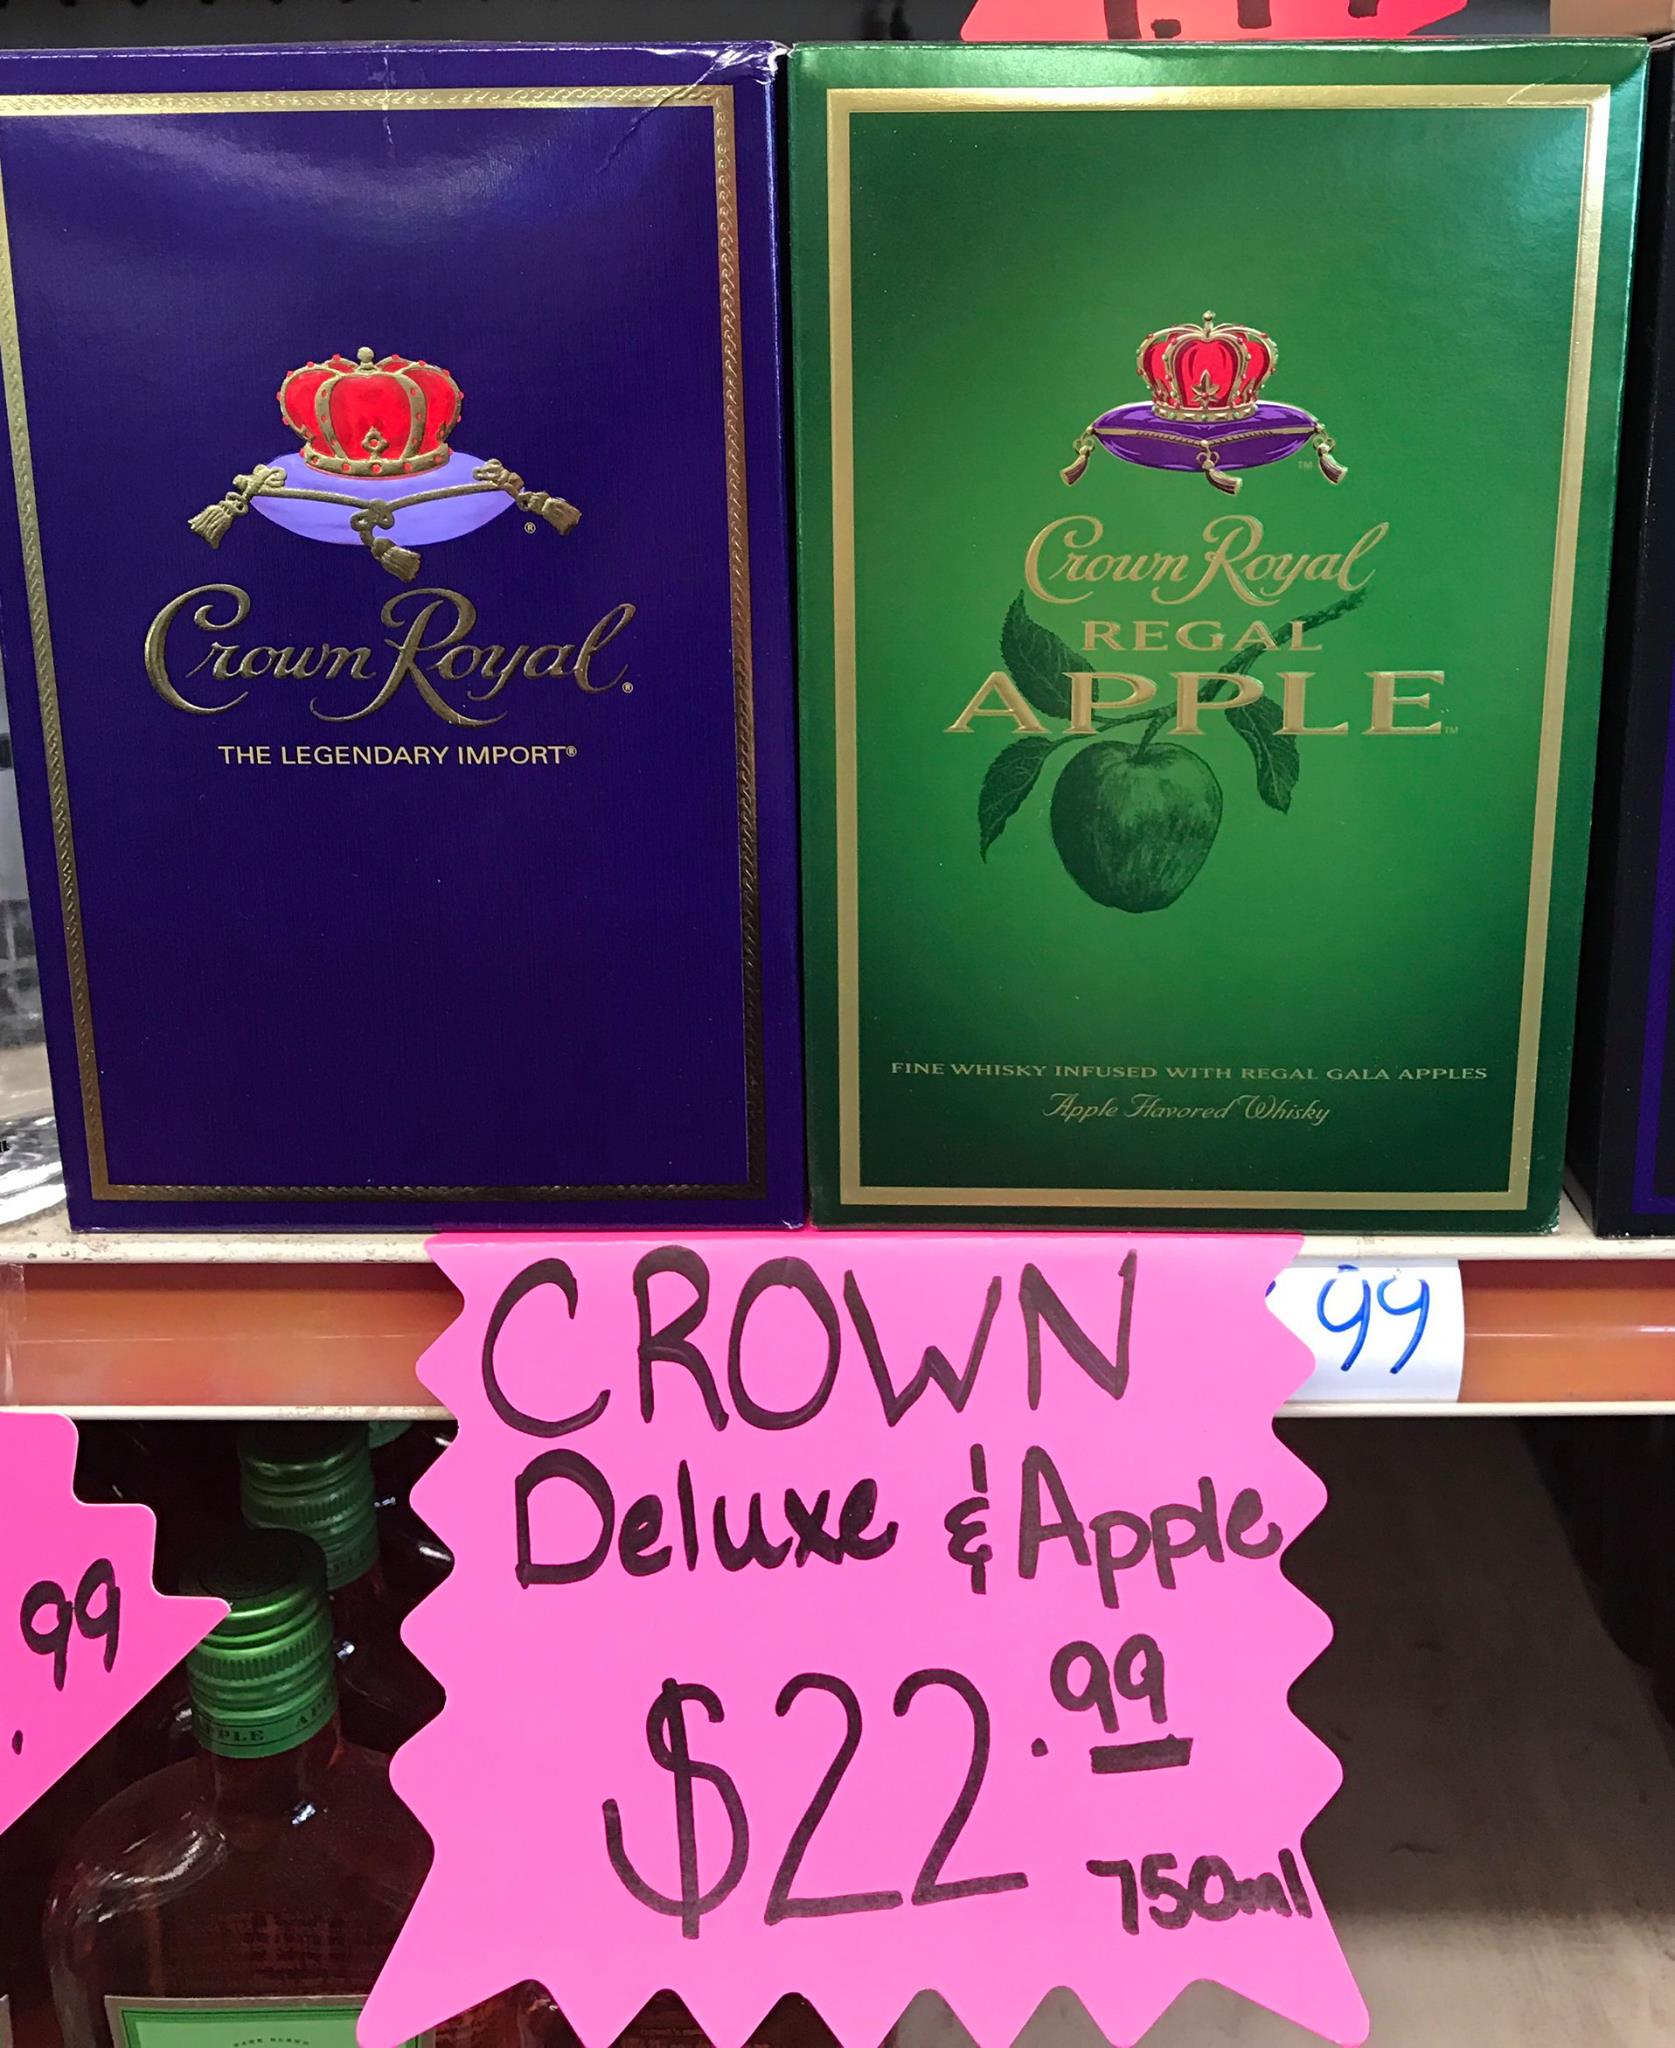 Crown Royal®
THE LEGENDARY IMPORT®
Crown Royal
REGAL
APPLE™
FINE WHISKY INFUSED WITH REGAL GALA APPLES
Apple Flavored Whisky
CROWN
Deluxe & Apple
$22.99
750ml
99
.99
APPLE